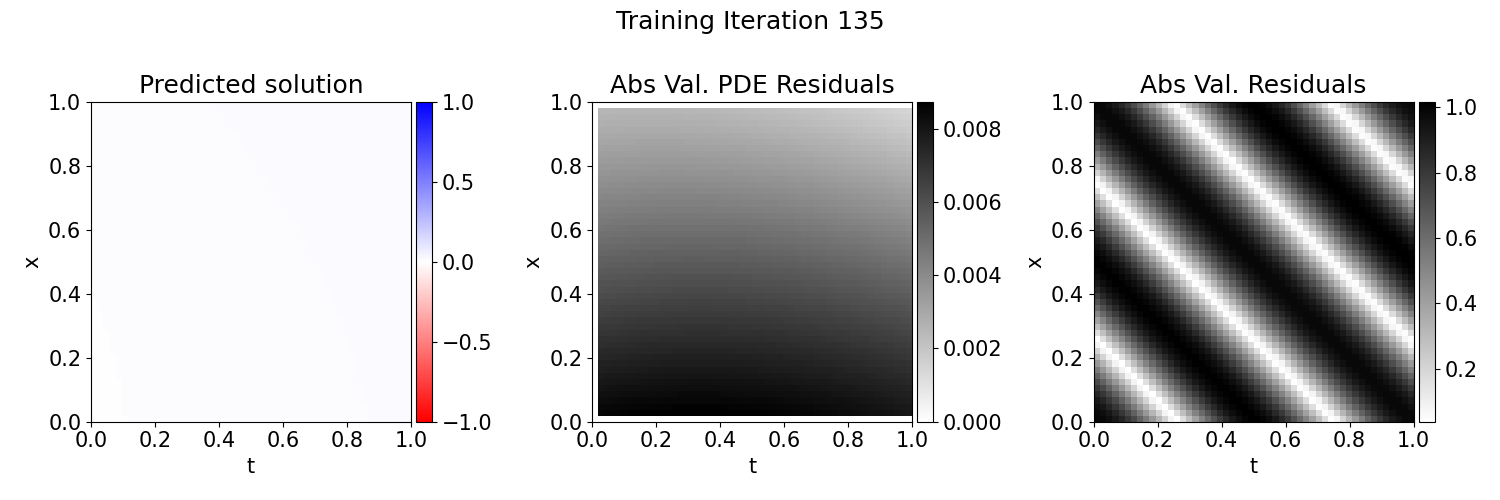 Training Iteration 135
Predicted solution
1.0
0.8
0.6
0.4
0.2
0.0
x
0.0 0.2 0.4 0.6 0.8 1.0
t
1.0
0.5
0.0
−0.5
−1.0
Abs Val. PDE Residuals
1.0
0.8
0.6
0.4
0.2
0.0
x
0.0 0.2 0.4 0.6 0.8 1.0
t
0.008
0.006
0.004
0.002
0.000
Abs Val. Residuals
1.0
0.8
0.6
0.4
0.2
0.0
x
0.0 0.2 0.4 0.6 0.8 1.0
t
1.0
0.8
0.6
0.4
0.2